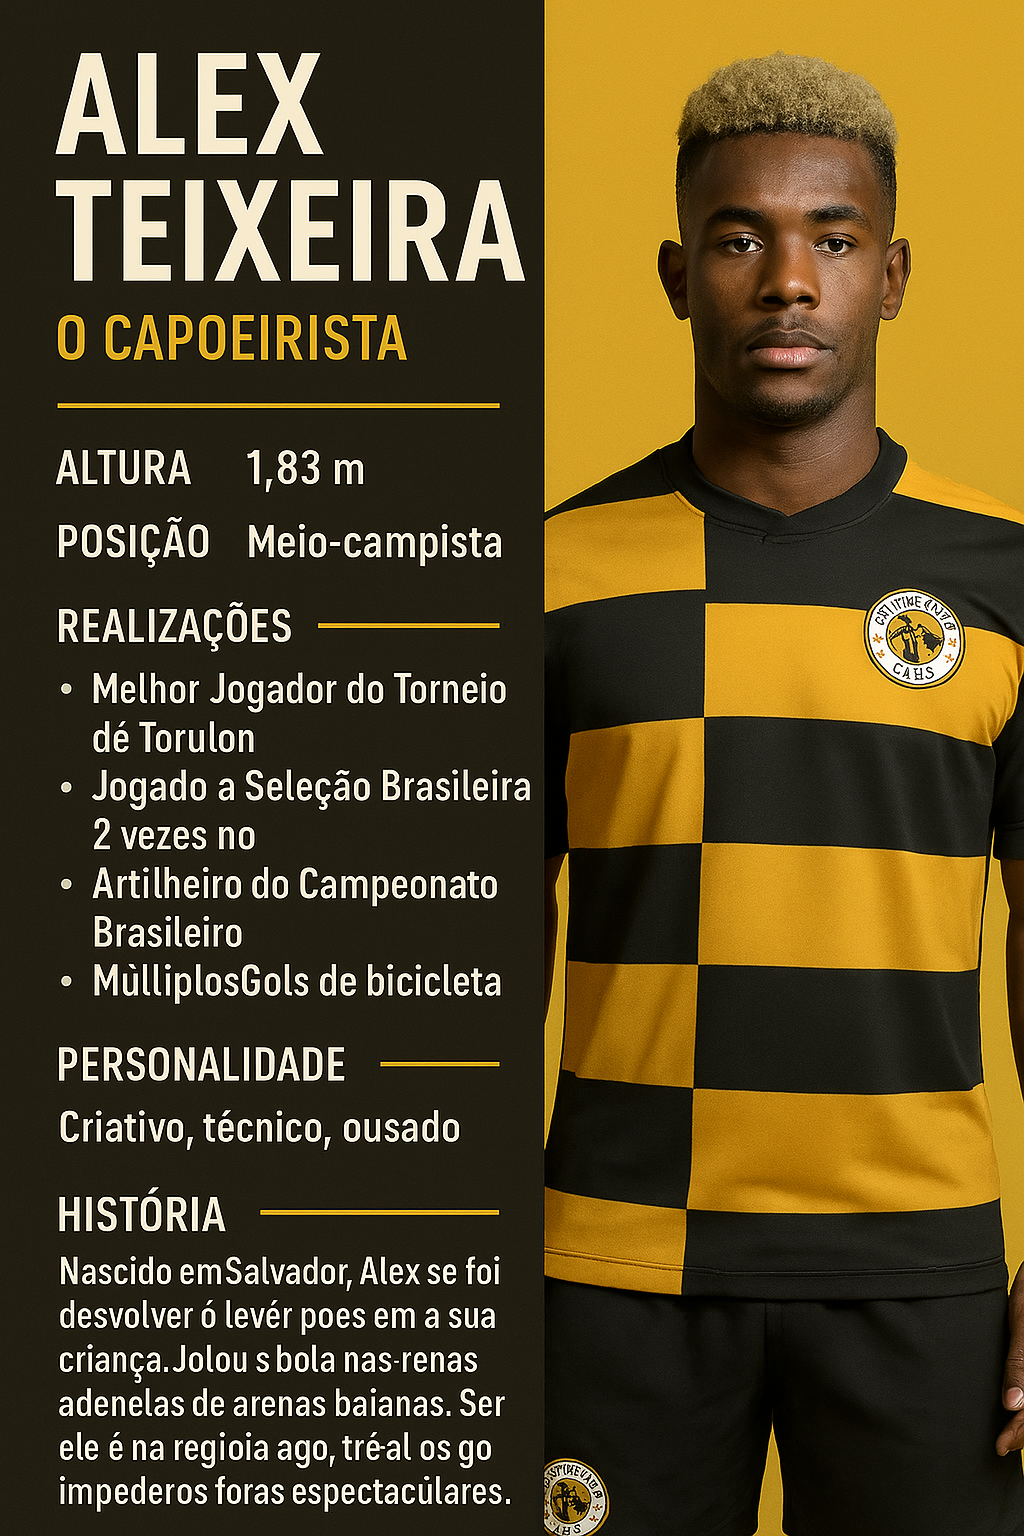 ALEX
TEIXEIRA
O CAPOEIRISTA
ALTURA 1,83 m
POSIÇÃO Meio-campista
REALIZAÇÕES
• Melhor Jogador do Torneio
dé Torulon
• Jogado a Seleção Brasileira
2 vezes no
• Artilheiro do Campeonato
Brasileiro
• MùlliplosGols de bicicleta
PERSONALIDADE
Criativo, técnico, ousado
HISTÓRIA
Nascido emSalvador, Alex se foi
desvolver ó levér poes em a sua
criança.Jolou s bola nas-renas
adenelas de arenas baianas. Ser
ele é na regioia ago, tré-al os go
impederos foras espectaculares.
CAHS
CAHS